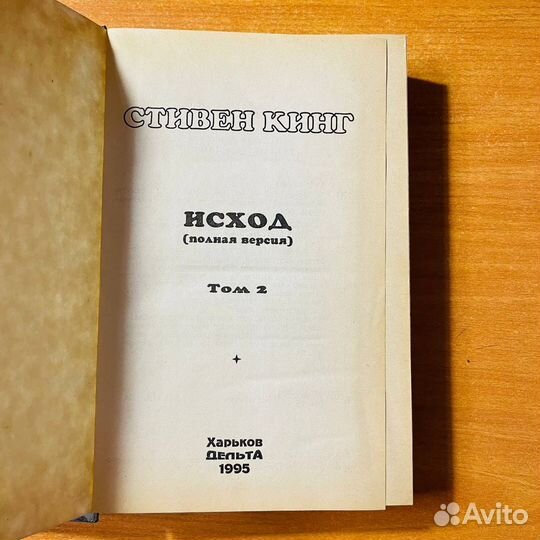 СТИВЕН КИНГ
ИСХОД
(полная версия)
Том 2
Харьков
ДЕЛЬТА
1995
Avito